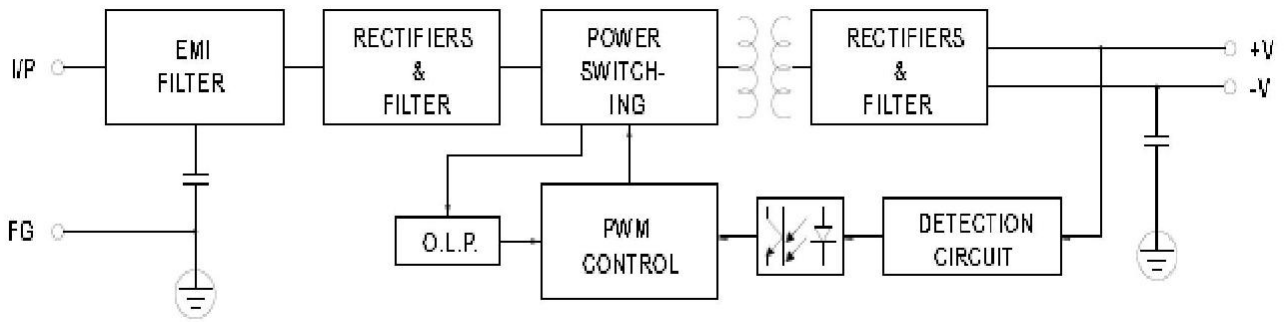 I/P
EMI
FILTER
RECTIFIERS
&
FILTER
POWER
SWITCH-
ING
RECTIFIERS
&
FILTER
+V
-V
FG
O.L.P.
PWM
CONTROL
DETECTION
CIRCUIT